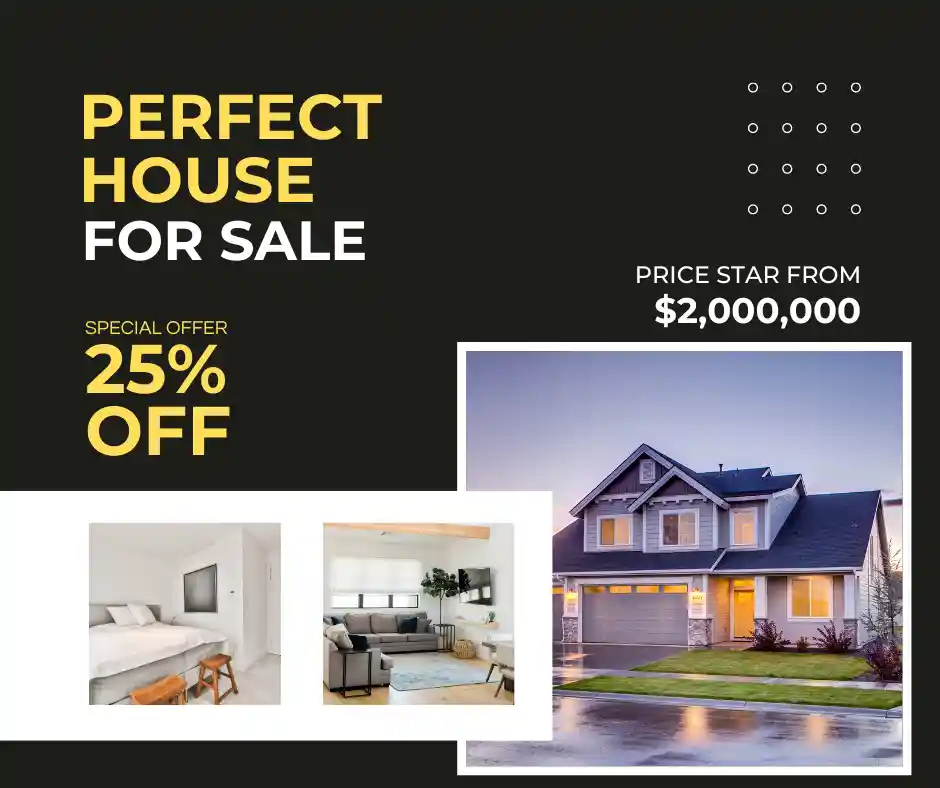 PERFECT
HOUSE
FOR SALE
PRICE STAR FROM
$2,000,000
SPECIAL OFFER
25%
OFF